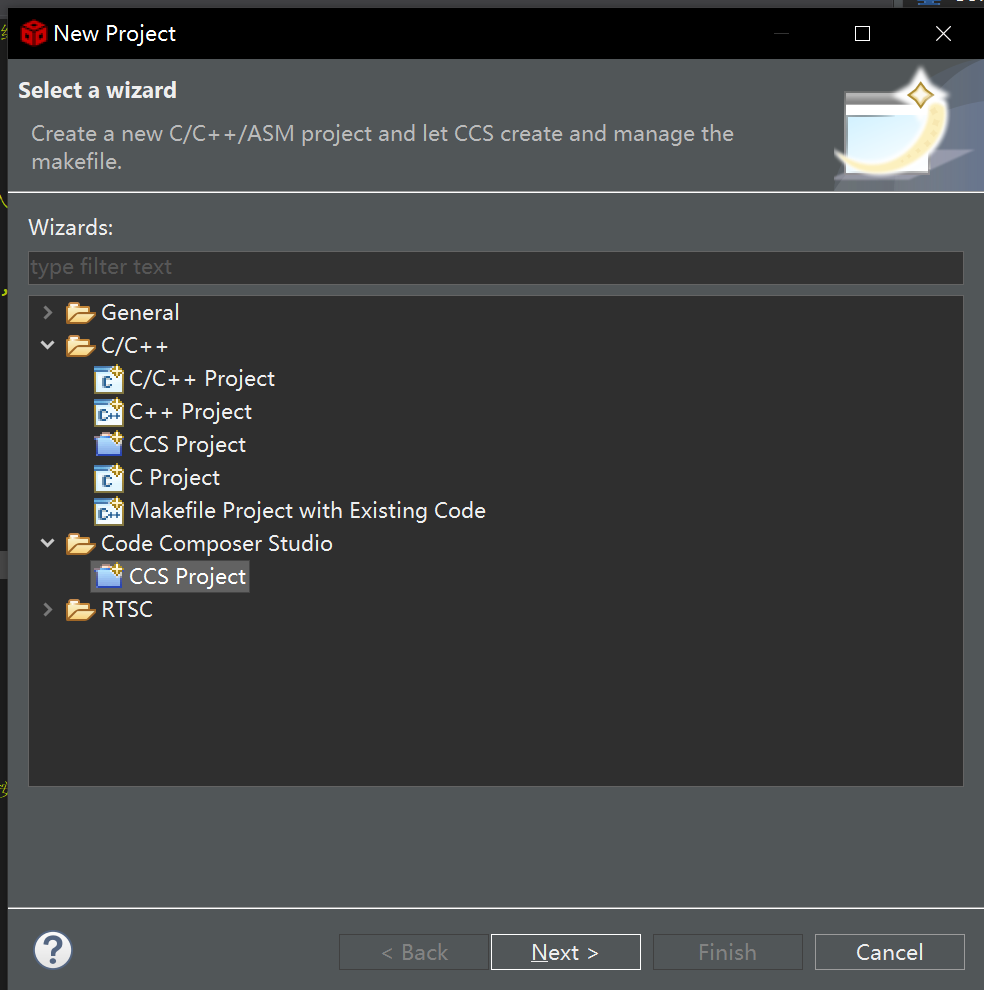 New Project
Select a wizard
Create a new C/C++/ASM project and let CCS create and manage the
makefile.
Wizards:
type filter text
General
C/C++
C/C++ Project
C++ Project
CCS Project
C Project
Makefile Project with Existing Code
Code Composer Studio
CCS Project
RTSC
< Back
Next >
Finish
Cancel